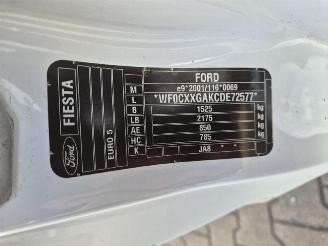 FORD
M e9*2001/116*0069
L *WF0CXXGAKCDE72577*
B 1525 kg
LB 2175 kg
AE 850 kg
HC 785 kg
K JA8
FIESTA
EURO 5
Ford